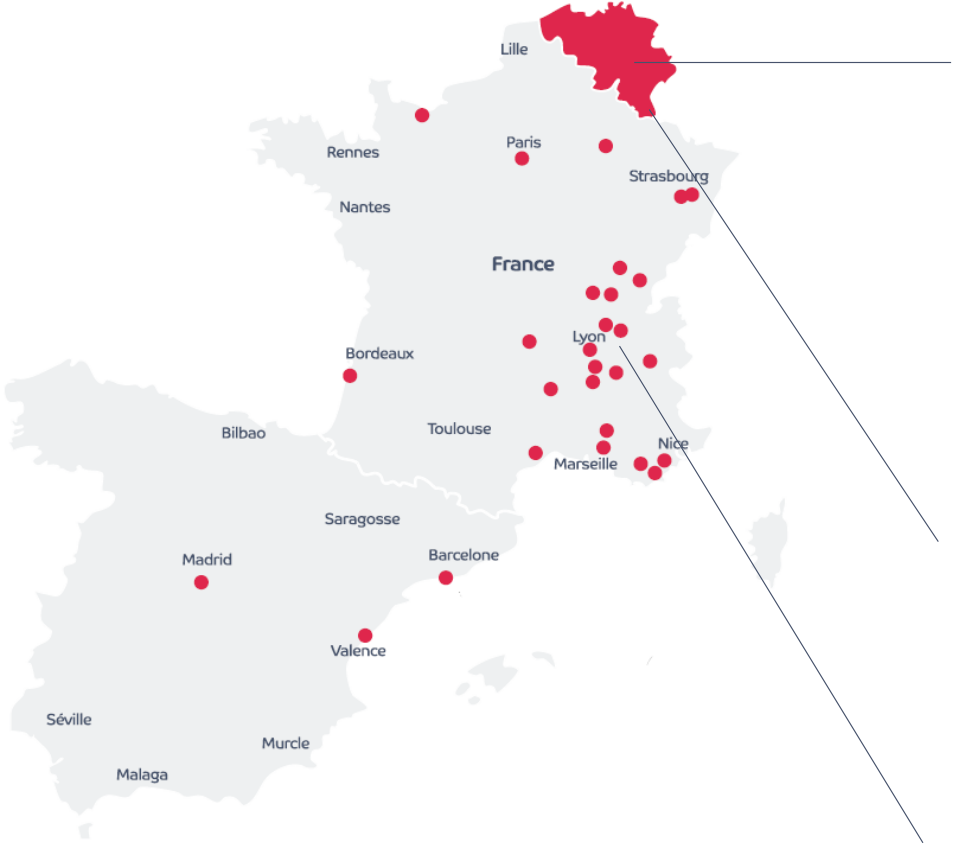 Lille
Paris
Rennes
Strasbourg
Nantes
France
Lyon
Bordeaux
Toulouse
Bilbao
Nice
Marseille
Saragosse
Barcelone
Madrid
Valence
Séville
Murcle
Malaga